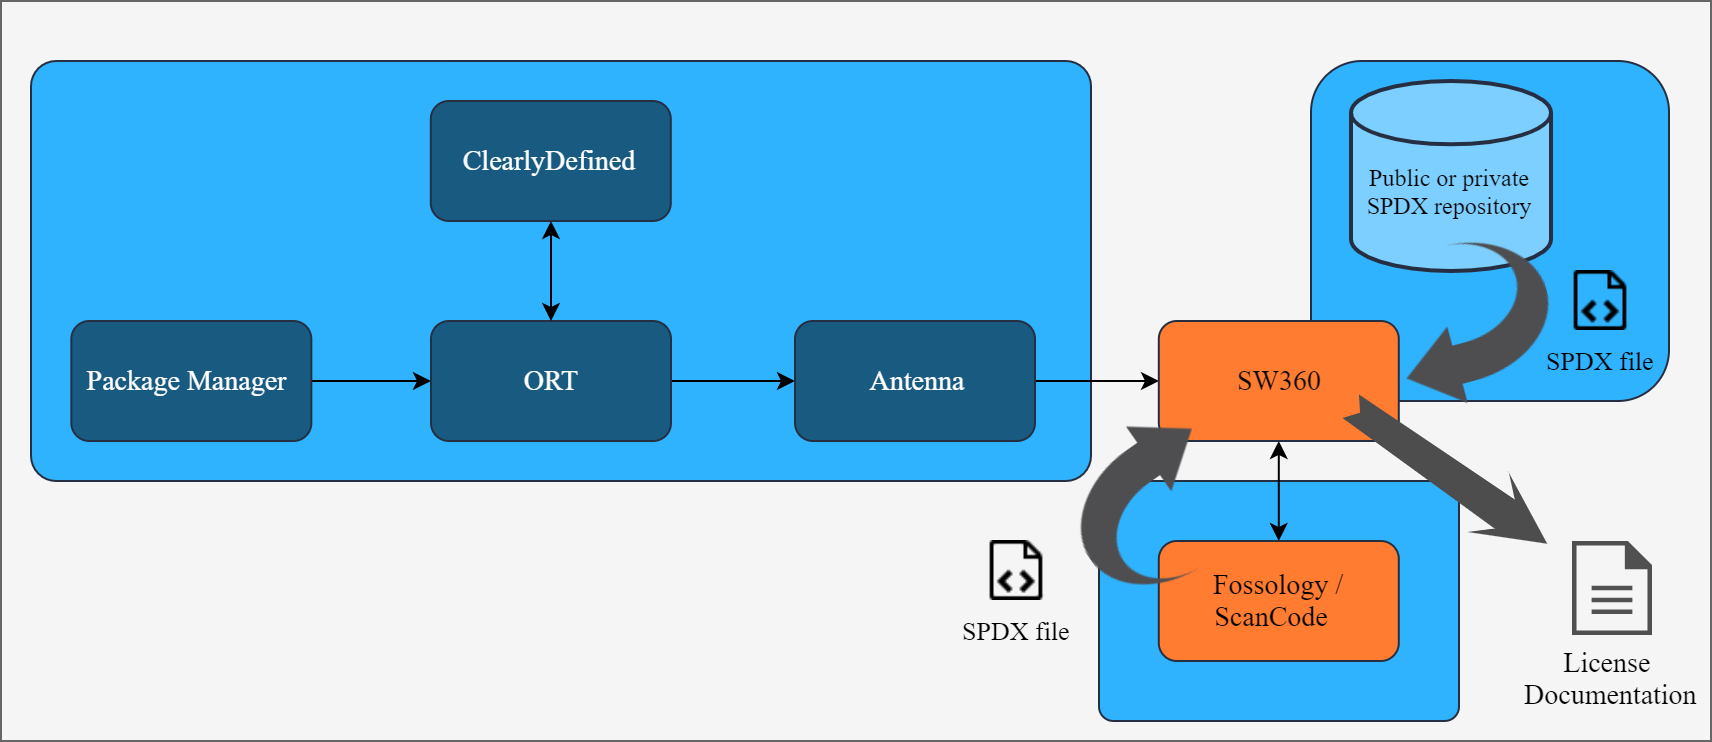 ClearlyDefined
Public or private
SPDX repository
SPDX file
Package Manager
ORT
Antenna
SW360
SPDX file
Fossology /
ScanCode
License
Documentation